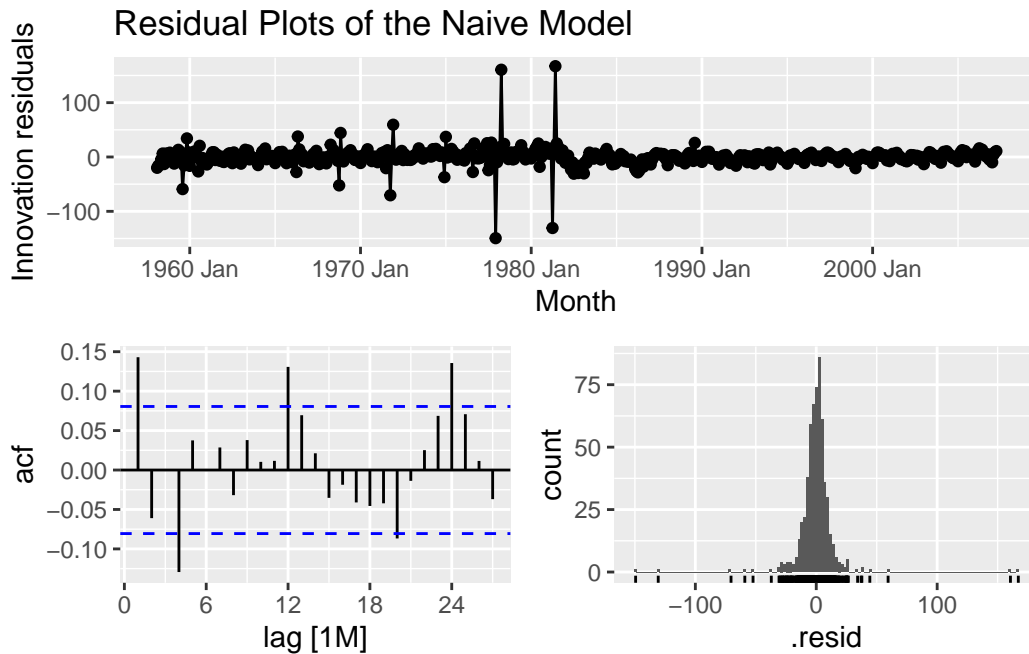 Residual Plots of the Naive Model
Innovation residuals
100
0
−100
1960 Jan 1970 Jan 1980 Jan 1990 Jan 2000 Jan
Month
acf
0.15
0.10
0.05
0.00
−0.05
−0.10
0 6 12 18 24
lag [1M]
count
75
50
25
0
−100 0 100
.resid